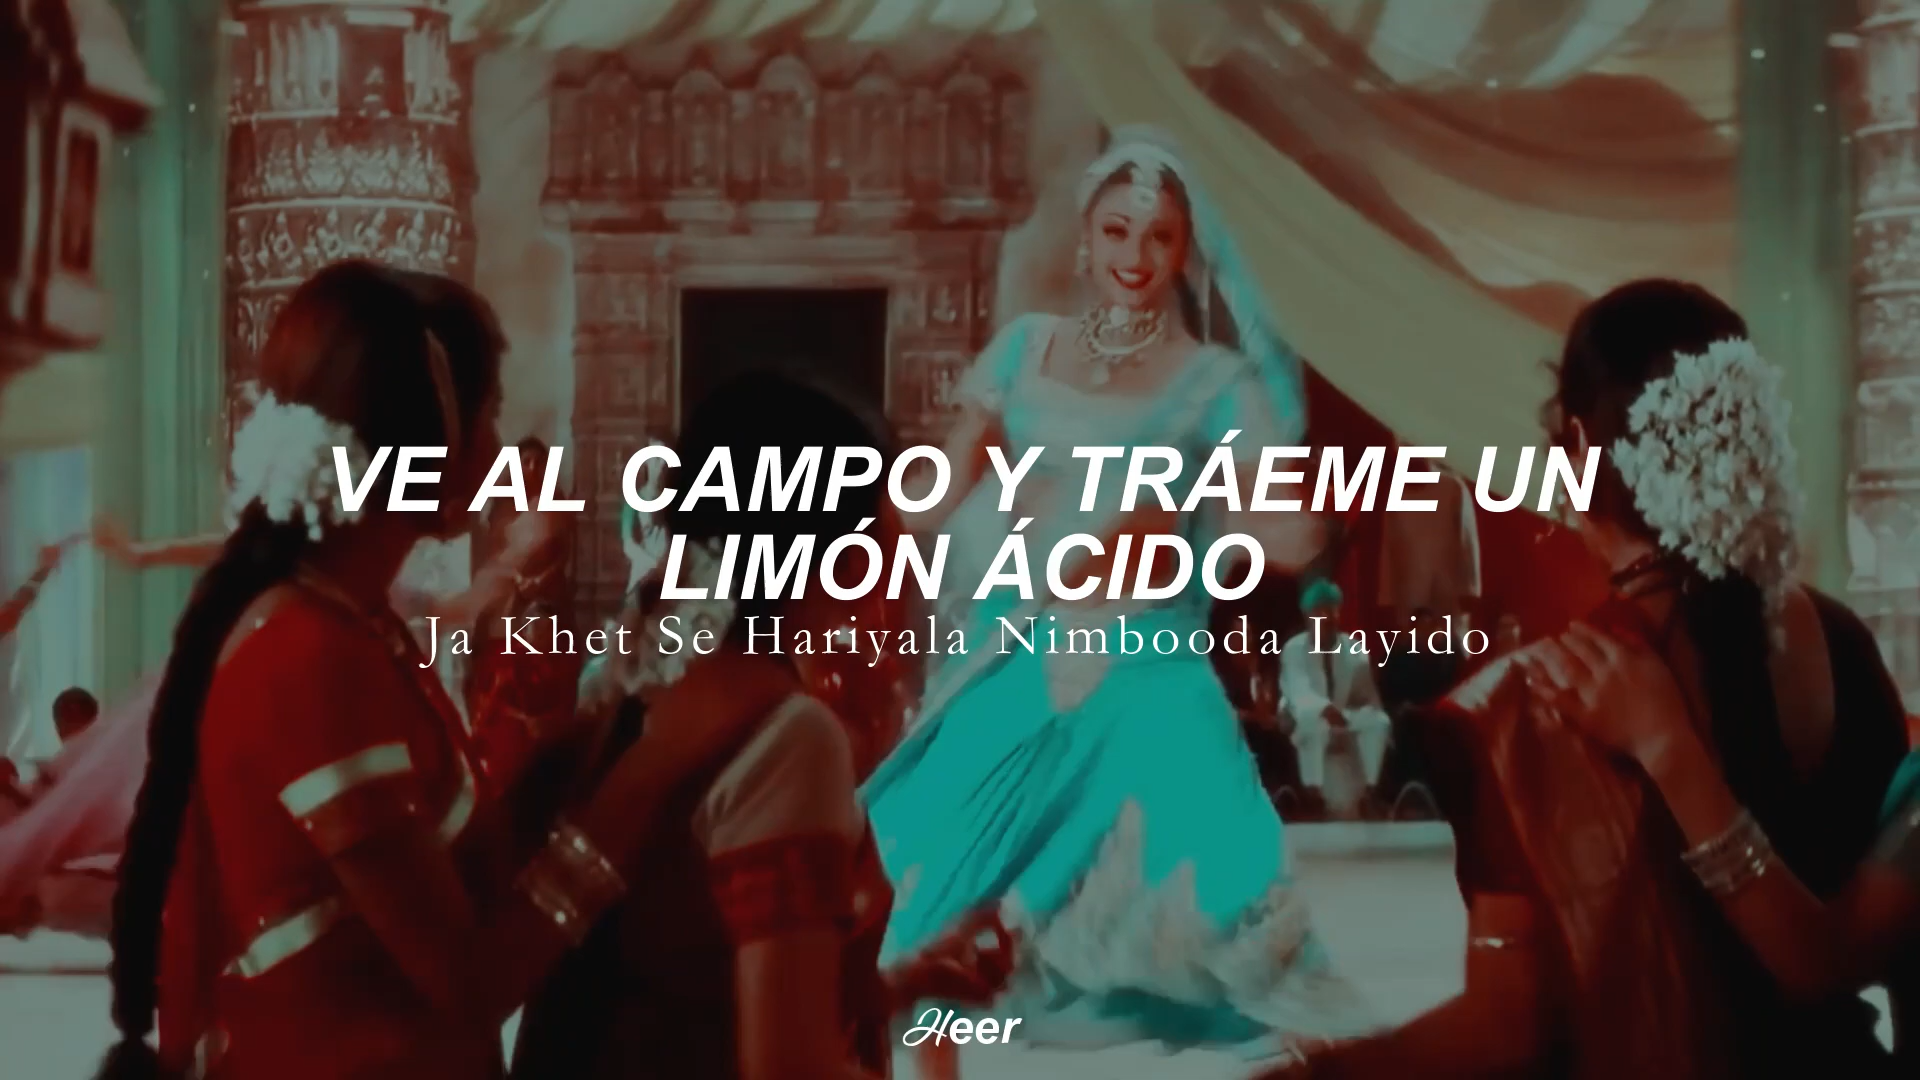 VE AL CAMPO Y TRÁEME UN
LIMÓN ÁCIDO
Ja Khet Se Hariyala Nimbooda Layido
Heer